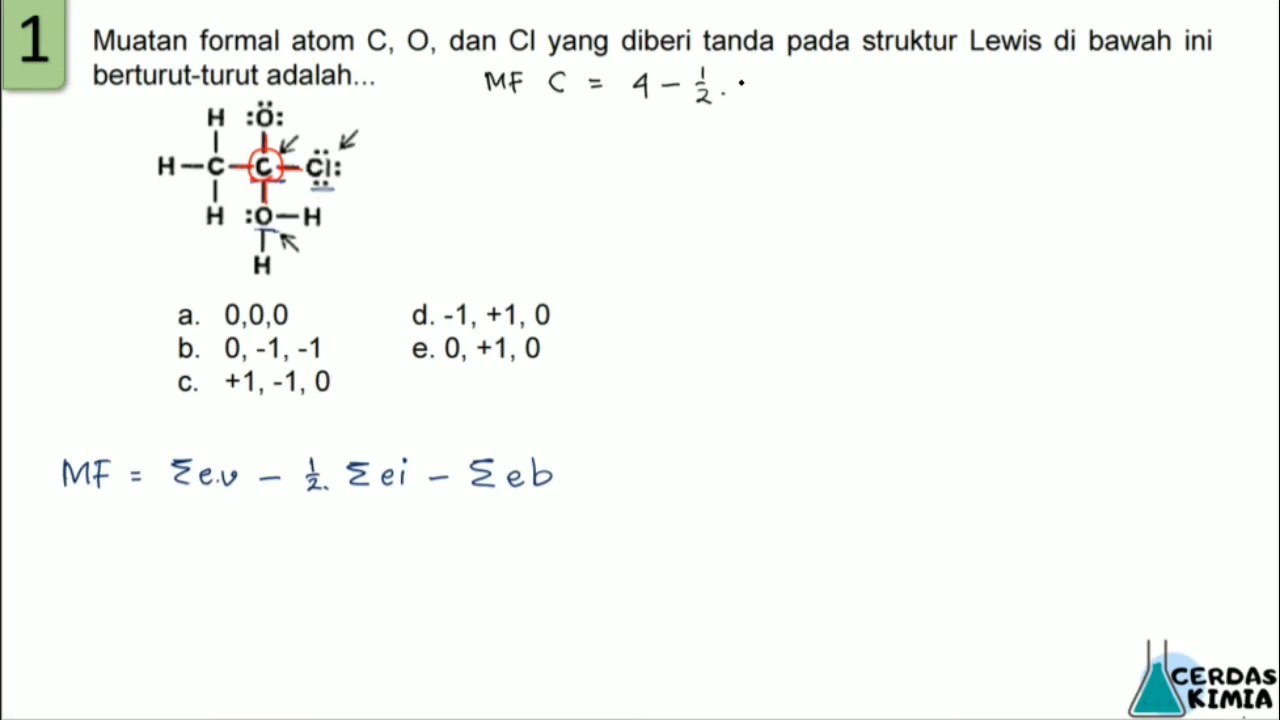 1
Muatan formal atom C, O, dan Cl yang diberi tanda pada struktur Lewis di bawah ini
berturut-turut adalah...
MF C = 4 - 1/2 .
H :Ö:
H-C-C-Cl:
H :O-H
H
a. 0,0,0
d. -1, +1, 0
b. 0, -1, -1
e. 0, +1, 0
c. +1, -1, 0
MF = Σe.v - 1/2. Σei - Σeb
CERDAS
KIMIA